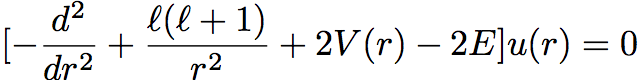 [-\frac{d^2}{dr^2} + \frac{\ell(\ell+1)}{r^2} + 2V(r) - 2E]u(r) = 0